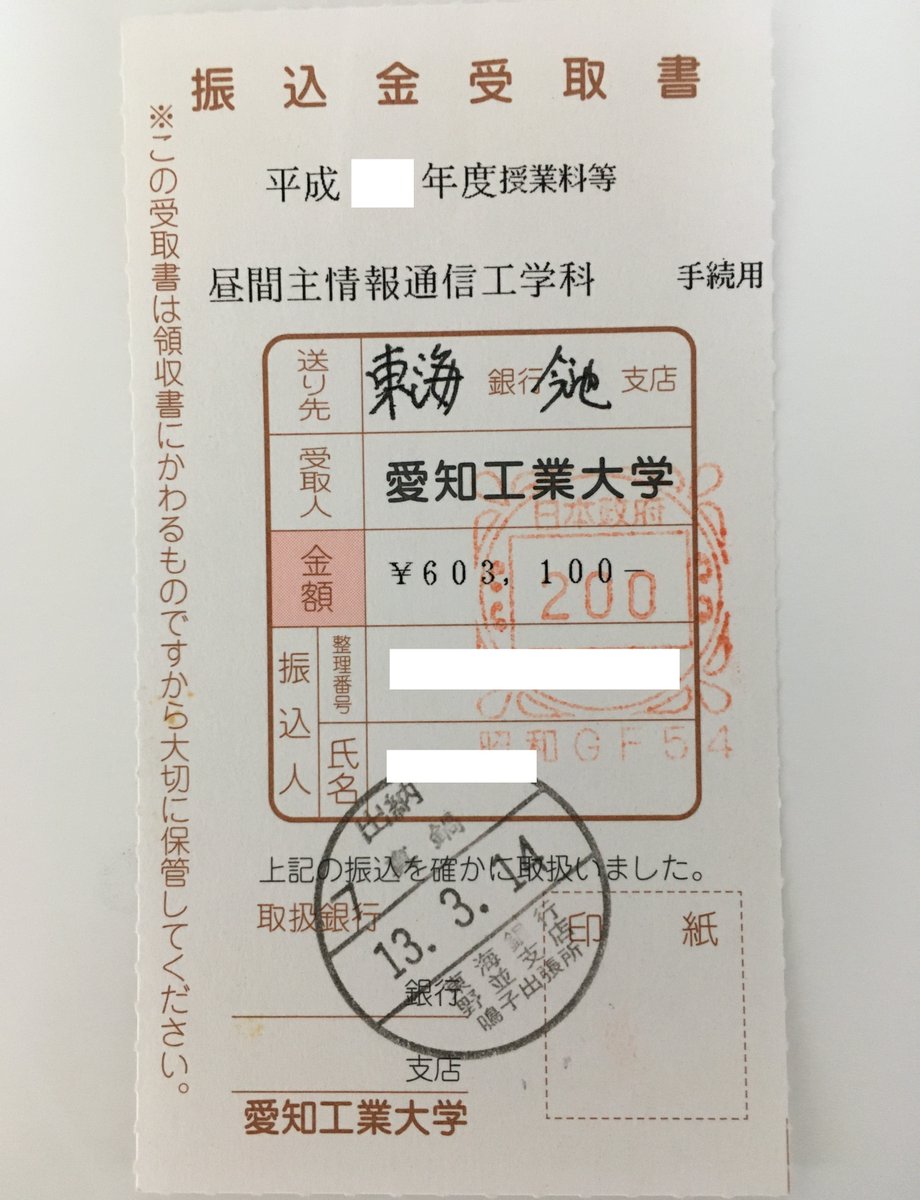 振込金受取書
※この受取書は領収書にかわるものですから大切に保管してください。
平成 年度授業料等
昼間主情報通信工学科 手続用
送り先 東海 銀行 今池 支店
受取人 愛知工業大学
金額 ¥603,100-
日本政府
200
昭和GF54
振込人 整理番号
氏名
上記の振込を確かに取扱いました。
取扱銀行
銀行
支店
愛知工業大学
印紙
出納
7
13.3.14
東海銀行
野並支店
鳴子出張所